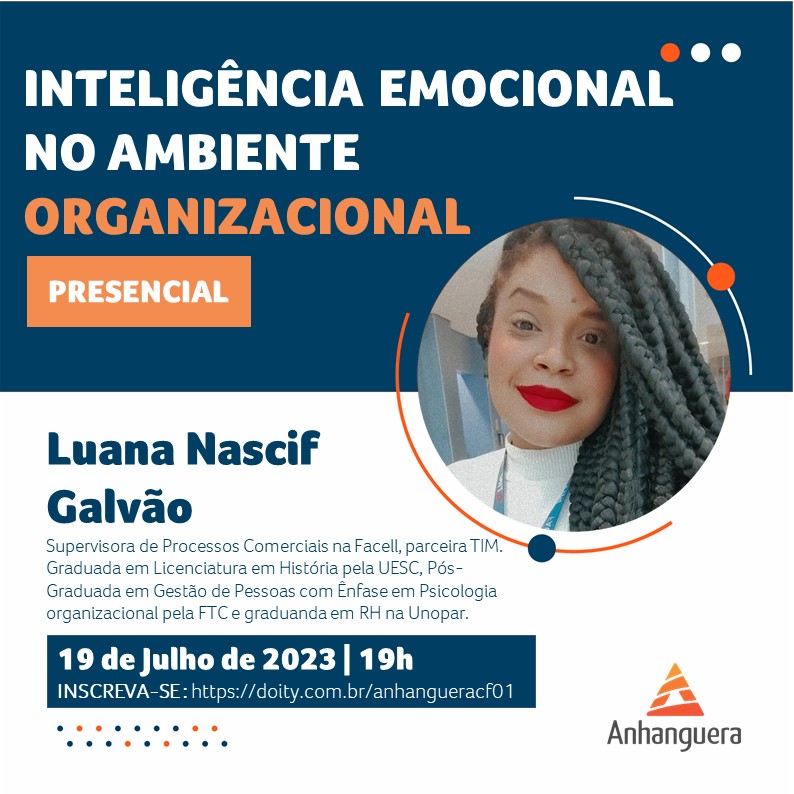 INTELIGÊNCIA EMOCIONAL
NO AMBIENTE
ORGANIZACIONAL
PRESENCIAL
Luana Nascif
Galvão
Supervisora de Processos Comerciais na Facell, parceira TIM.
Graduada em Licenciatura em História pela UESC, Pós-
Graduada em Gestão de Pessoas com Ênfase em Psicologia
organizacional pela FTC e graduanda em RH na Unopar.
19 de Julho de 2023 | 19h
INSCREVA-SE: https://doity.com.br/anhangueracf01
Anhanguera